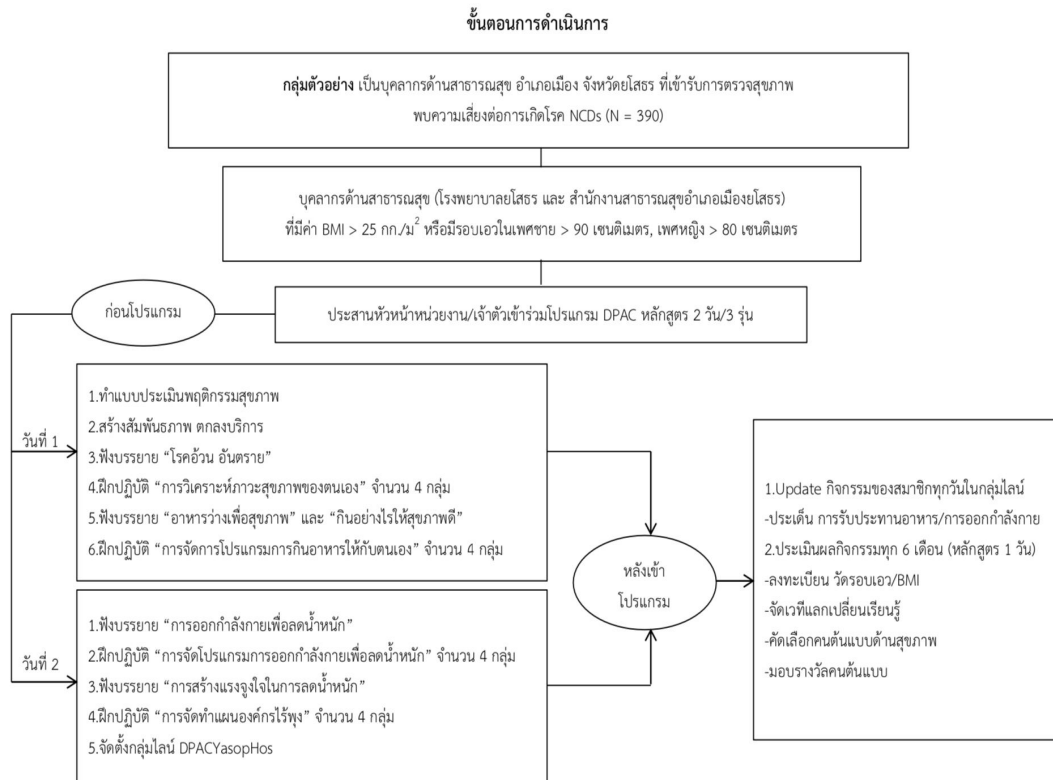 ขั้นตอนการดำเนินการ
กลุ่มตัวอย่าง เป็นบุคลากรด้านสาธารณสุข อำเภอเมือง จังหวัดยโสธร ที่เข้ารับการตรวจสุขภาพ
พบความเสี่ยงต่อการเกิดโรค NCDs (N = 390)
บุคลากรด้านสาธารณสุข (โรงพยาบาลยโสธร และ สำนักงานสาธารณสุขอำเภอเมืองยโสธร)
ที่มีค่า BMI > 25 กก./ม² หรือมีรอบเอวในเพศชาย > 90 เซนติเมตร, เพศหญิง > 80 เซนติเมตร
ก่อนโปรแกรม
ประสานหัวหน้าหน่วยงาน/เจ้าตัวเข้าร่วมโปรแกรม DPAC หลักสูตร 2 วัน/3 รุ่น
วันที่ 1
1.ทำแบบประเมินพฤติกรรมสุขภาพ
2.สร้างสัมพันธภาพ ตกลงบริการ
3.ฟังบรรยาย “โรคอ้วน อันตราย”
4.ฝึกปฏิบัติ “การวิเคราะห์ภาวะสุขภาพของตนเอง” จำนวน 4 กลุ่ม
5.ฟังบรรยาย “อาหารว่างเพื่อสุขภาพ” และ “กินอย่างไรให้สุขภาพดี”
6.ฝึกปฏิบัติ “การจัดการโปรแกรมการกินอาหารให้กับตนเอง” จำนวน 4 กลุ่ม
วันที่ 2
1.ฟังบรรยาย “การออกกำลังกายเพื่อลดน้ำหนัก”
2.ฝึกปฏิบัติ “การจัดโปรแกรมการออกกำลังกายเพื่อลดน้ำหนัก” จำนวน 4 กลุ่ม
3.ฟังบรรยาย “การสร้างแรงจูงใจในการลดน้ำหนัก”
4.ฝึกปฏิบัติ “การจัดทำแผนองค์กรไร้พุง” จำนวน 4 กลุ่ม
5.จัดตั้งกลุ่มไลน์ DPACYasopHos
หลังเข้า
โปรแกรม
1.Update กิจกรรมของสมาชิกทุกวันในกลุ่มไลน์
-ประเด็น การรับประทานอาหาร/การออกกำลังกาย
2.ประเมินผลกิจกรรมทุก 6 เดือน (หลักสูตร 1 วัน)
-ลงทะเบียน วัดรอบเอว/BMI
-จัดเวทีแลกเปลี่ยนเรียนรู้
-คัดเลือกคนต้นแบบด้านสุขภาพ
-มอบรางวัลคนต้นแบบ